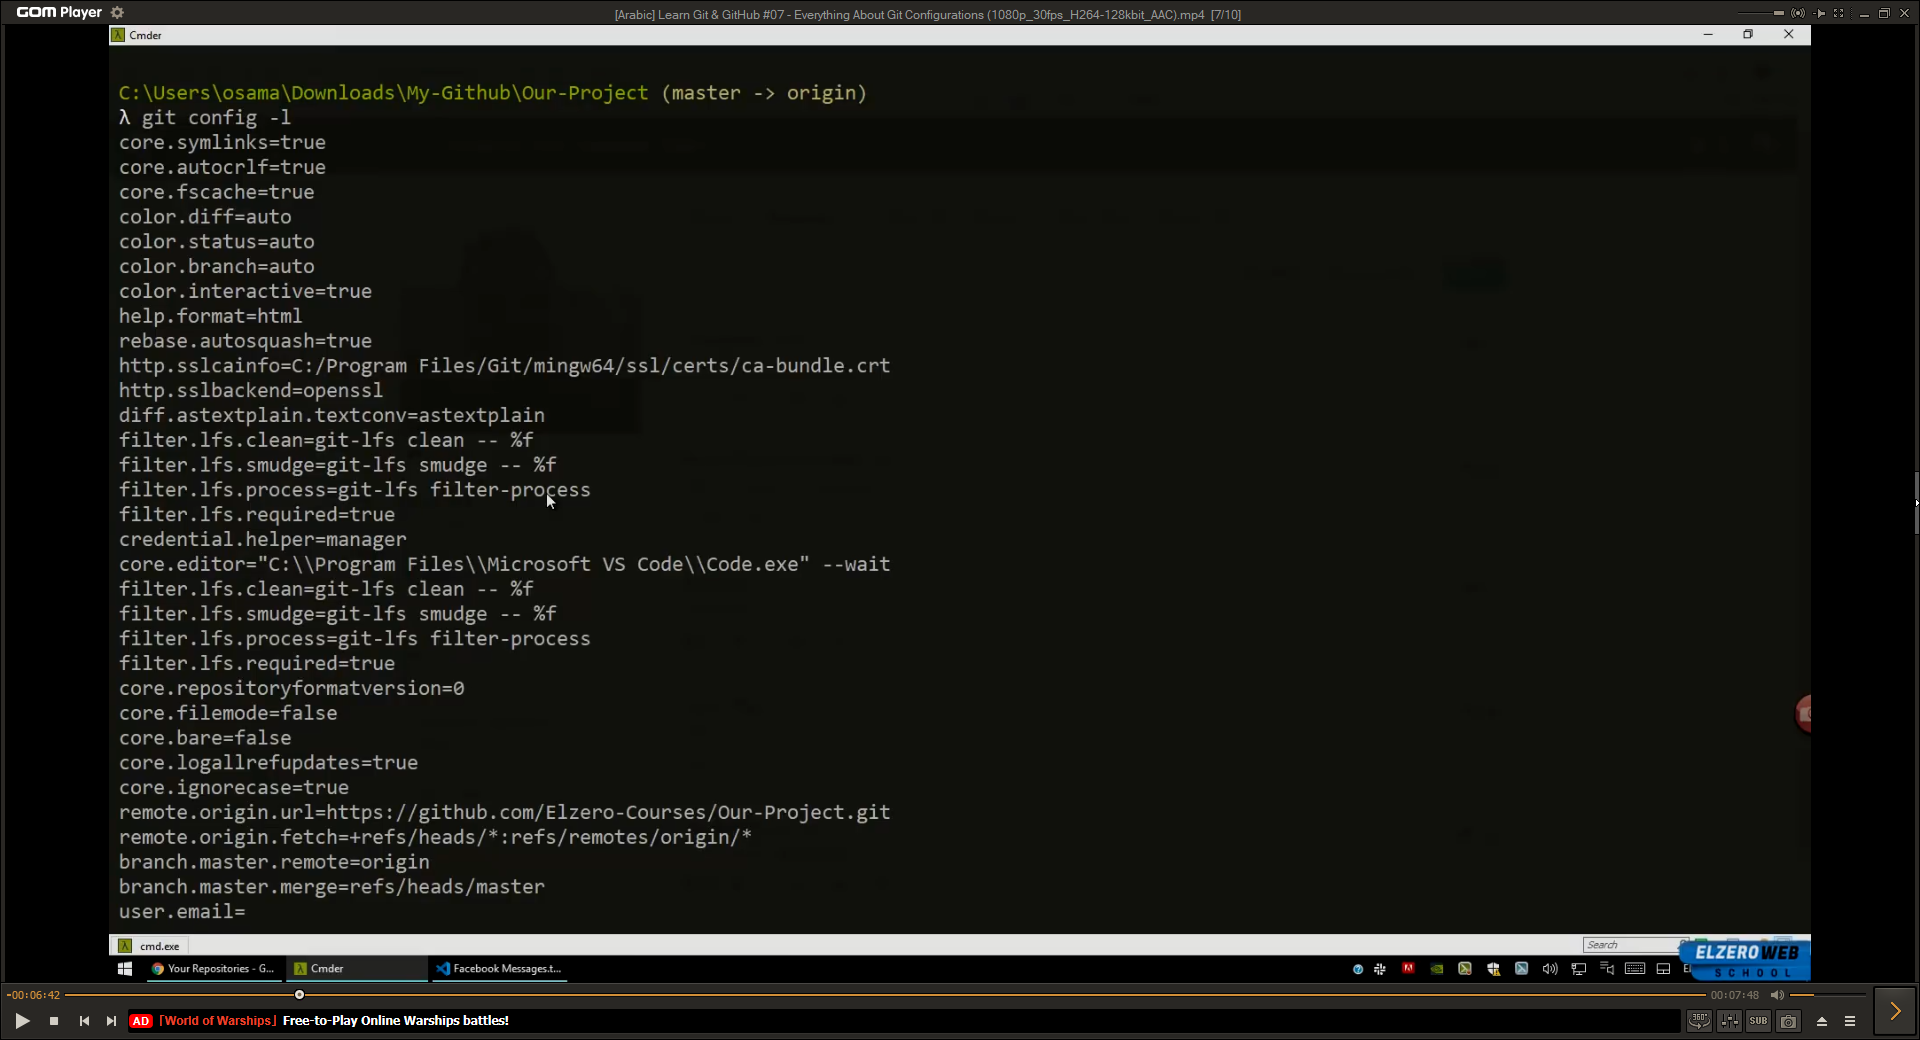 GOM Player
[Arabic] Learn Git & GitHub #07 - Everything About Git Configurations (1080p_30fps_H264-128kbit_AAC).mp4 [7/10]
λ Cmder
C:\Users\osama\Downloads\My-Github\Our-Project (master -> origin)
λ git config -l
core.symlinks=true
core.autocrlf=true
core.fscache=true
color.diff=auto
color.status=auto
color.branch=auto
color.interactive=true
help.format=html
rebase.autosquash=true
http.sslcainfo=C:/Program Files/Git/mingw64/ssl/certs/ca-bundle.crt
http.sslbackend=openssl
diff.astextplain.textconv=astextplain
filter.lfs.clean=git-lfs clean -- %f
filter.lfs.smudge=git-lfs smudge -- %f
filter.lfs.process=git-lfs filter-process
filter.lfs.required=true
credential.helper=manager
core.editor="C:\\Program Files\\Microsoft VS Code\\Code.exe" --wait
filter.lfs.clean=git-lfs clean -- %f
filter.lfs.smudge=git-lfs smudge -- %f
filter.lfs.process=git-lfs filter-process
filter.lfs.required=true
core.repositoryformatversion=0
core.filemode=false
core.bare=false
core.logallrefupdates=true
core.ignorecase=true
remote.origin.url=https://github.com/Elzero-Courses/Our-Project.git
remote.origin.fetch=+refs/heads/*:refs/remotes/origin/*
branch.master.remote=origin
branch.master.merge=refs/heads/master
user.email=
λ cmd.exe
Search
ELZERO WEB
SCHOOL
Your Repositories - G...
λ Cmder
Facebook Messages.t...
-00:06:42
00:07:48
AD [World of Warships] Free-to-Play Online Warships battles!
360°
SUB